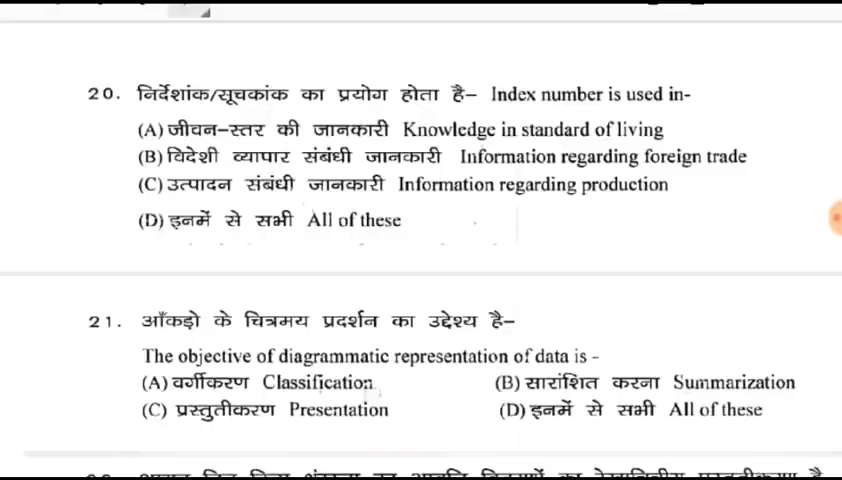 20. निर्देशांक/सूचकांक का प्रयोग होता है– Index number is used in-
(A) जीवन–स्तर की जानकारी Knowledge in standard of living
(B) विदेशी व्यापार संबंधी जानकारी Information regarding foreign trade
(C) उत्पादन संबंधी जानकारी Information regarding production
(D) इनमें से सभी All of these
21. आँकड़ो के चित्रमय प्रदर्शन का उद्देश्य है–
The objective of diagrammatic representation of data is -
(A) वर्गीकरण Classification (B) सारांशित करना Summarization
(C) प्रस्तुतीकरण Presentation (D) इनमें से सभी All of these